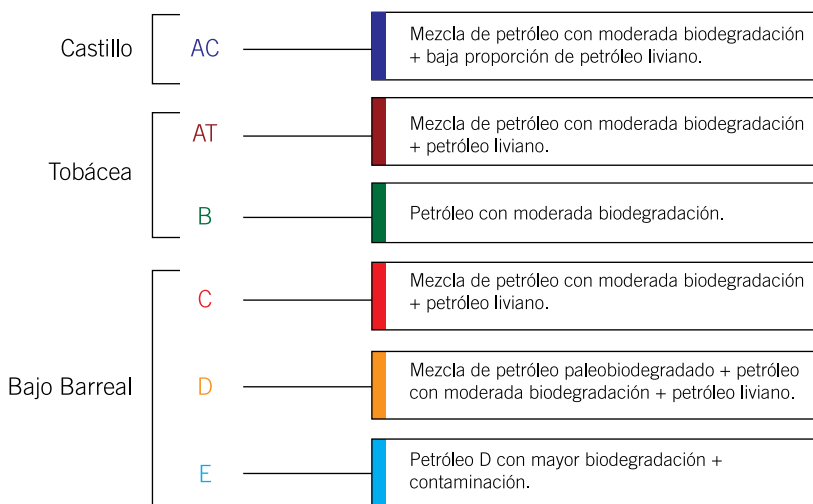 Castillo
AC
Mezcla de petróleo con moderada biodegradación
+ baja proporción de petróleo liviano.
Tobácea
AT
Mezcla de petróleo con moderada biodegradación
+ petróleo liviano.
B
Petróleo con moderada biodegradación.
Bajo Barreal
C
Mezcla de petróleo con moderada biodegradación
+ petróleo liviano.
D
Mezcla de petróleo paleobiodegradado + petróleo
con moderada biodegradación + petróleo liviano.
E
Petróleo D con mayor biodegradación +
contaminación.